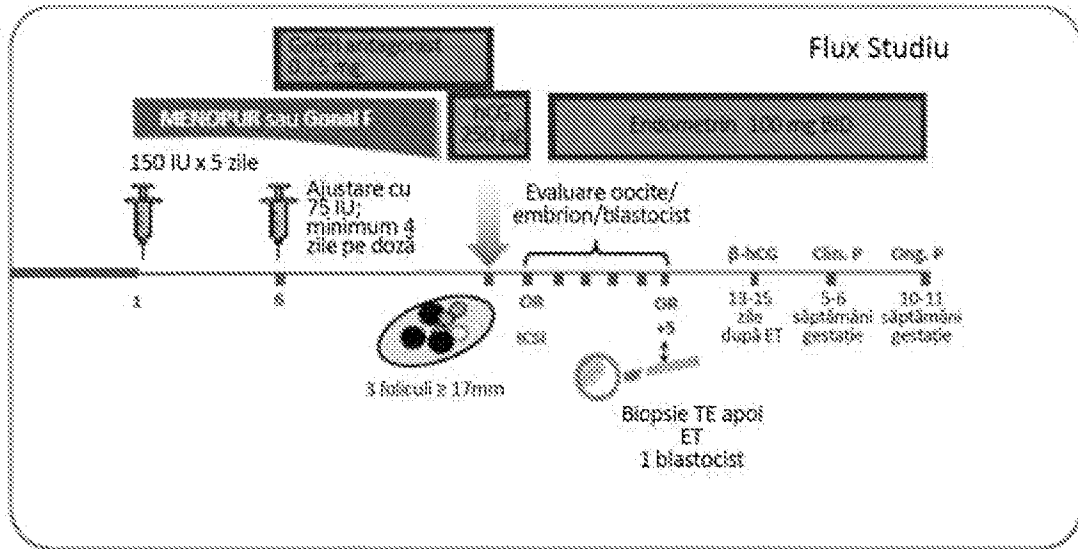 Flux Studiu
MENOPUR sau Gonal F
150 IU x 5 zile
Ajustare cu
75 IU;
minimum 4
zile pe doză
Evaluare oocite/
embrion/blastocist
1
6
ICSI
+5
β-hCG
13-15
zile
după ET
Clin. P
5-6
săptămâni
gestație
Ong. P
10-11
săptămâni
gestație
3 foliculi ≥ 17mm
Biopsie TE apoi
ET
1 blastocist